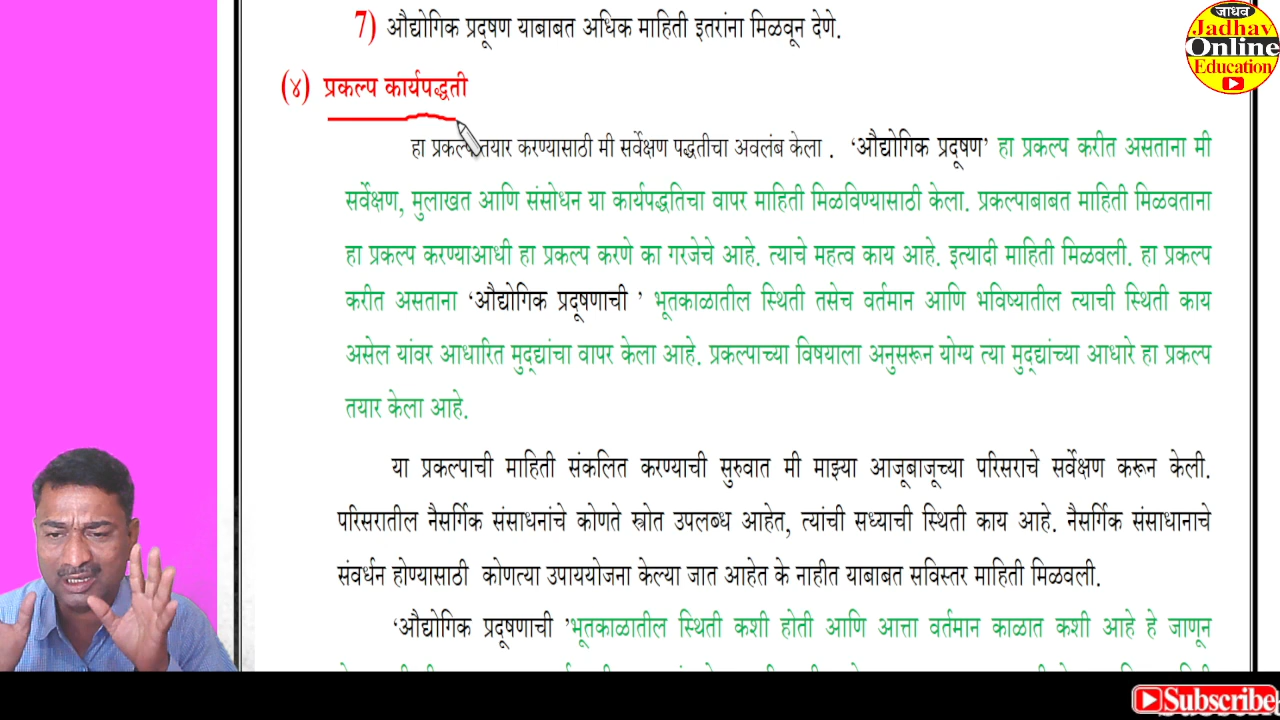 7) औद्योगिक प्रदूषण याबाबत अधिक माहिती इतरांना मिळवून देणे.
जाधव
Jadhav
Online
Education
(४) प्रकल्प कार्यपद्धती
हा प्रकल्प तयार करण्यासाठी मी सर्वेक्षण पद्धतीचा अवलंब केला . ‘औद्योगिक प्रदूषण’ हा प्रकल्प करीत असताना मी
सर्वेक्षण, मुलाखत आणि संसोधन या कार्यपद्धतिचा वापर माहिती मिळविण्यासाठी केला. प्रकल्पाबाबत माहिती मिळवताना
हा प्रकल्प करण्याआधी हा प्रकल्प करणे का गरजेचे आहे. त्याचे महत्व काय आहे. इत्यादी माहिती मिळवली. हा प्रकल्प
करीत असताना ‘औद्योगिक प्रदूषणाची ’ भूतकाळातील स्थिती तसेच वर्तमान आणि भविष्यातील त्याची स्थिती काय
असेल यांवर आधारित मुद्द्यांचा वापर केला आहे. प्रकल्पाच्या विषयाला अनुसरून योग्य त्या मुद्द्यांच्या आधारे हा प्रकल्प
तयार केला आहे.
या प्रकल्पाची माहिती संकलित करण्याची सुरुवात मी माझ्या आजूबाजूच्या परिसराचे सर्वेक्षण करून केली.
परिसरातील नैसर्गिक संसाधनांचे कोणते स्त्रोत उपलब्ध आहेत, त्यांची सध्याची स्थिती काय आहे. नैसर्गिक संसाधानाचे
संवर्धन होण्यासाठी कोणत्या उपाययोजना केल्या जात आहेत के नाहीत याबाबत सविस्तर माहिती मिळवली.
‘औद्योगिक प्रदूषणाची ’भूतकाळातील स्थिती कशी होती आणि आत्ता वर्तमान काळात कशी आहे हे जाणून
Subscribe